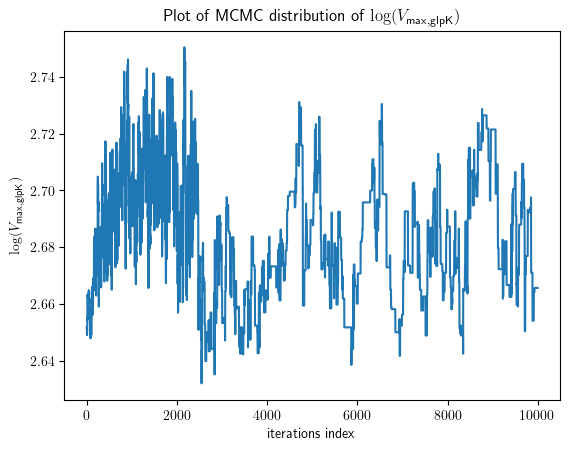 Plot of MCMC distribution of log(V_max,glpK)
log(V_max,glpK)
2.74
2.72
2.70
2.68
2.66
2.64
0 2000 4000 6000 8000 10000
iterations index